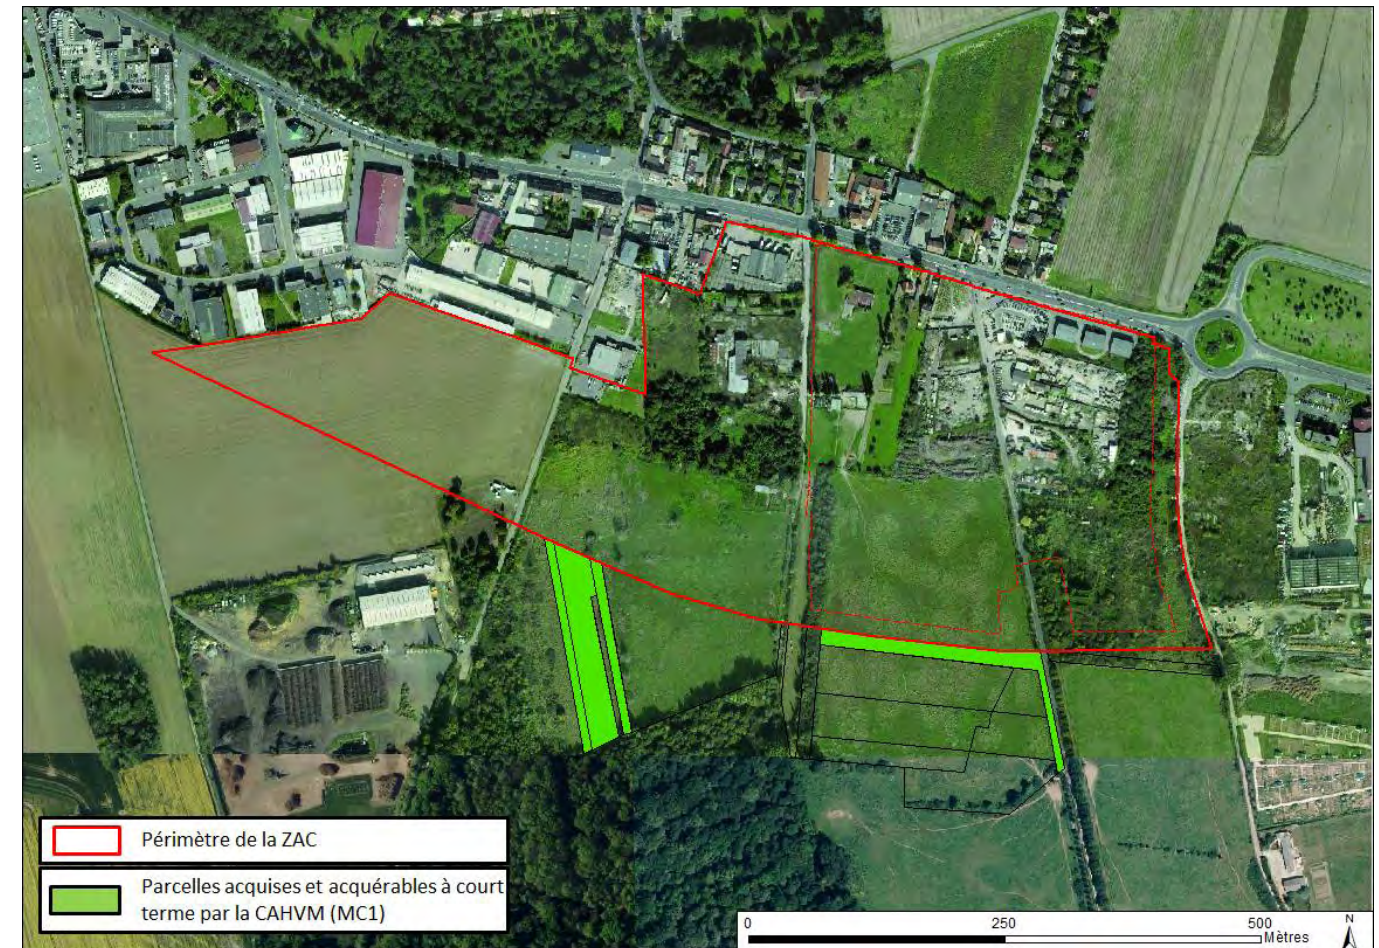 Périmètre de la ZAC
Parcelles acquises et acquérables à court
terme par la CAHVM (MC1)
0 250 500
Mètres
N